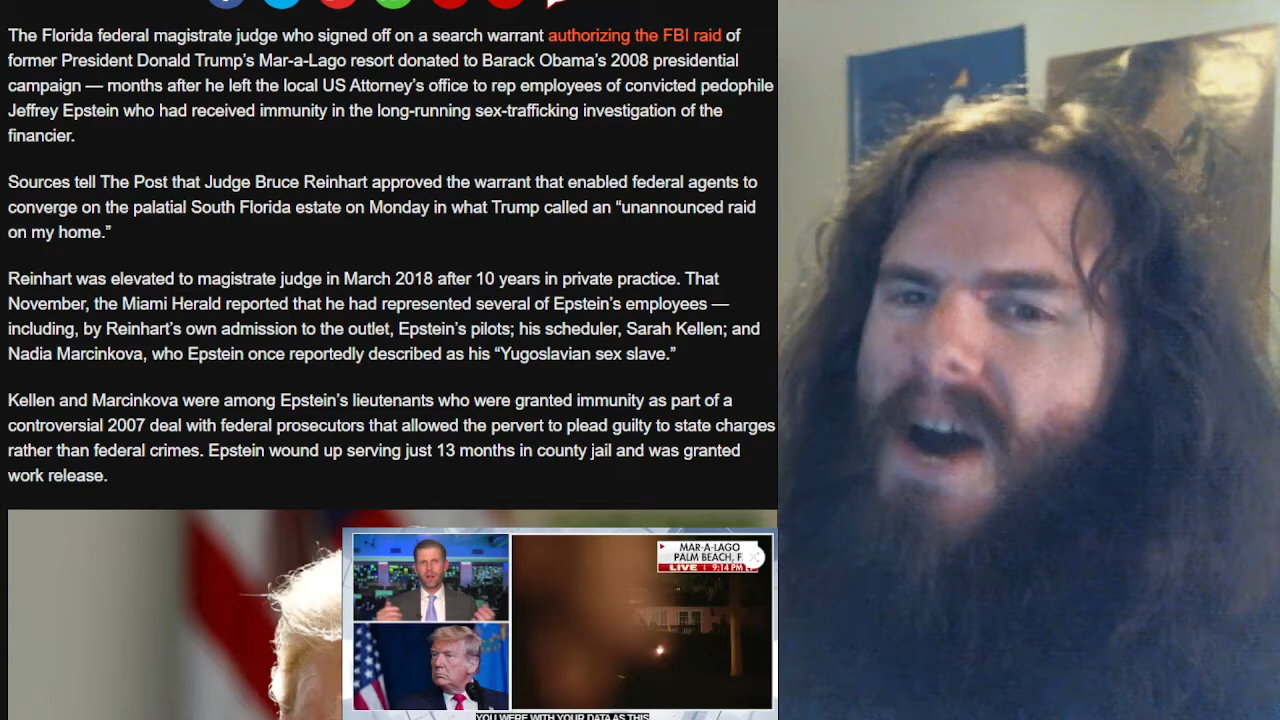 The Florida federal magistrate judge who signed off on a search warrant authorizing the FBI raid of
former President Donald Trump’s Mar-a-Lago resort donated to Barack Obama’s 2008 presidential
campaign — months after he left the local US Attorney’s office to rep employees of convicted pedophile
Jeffrey Epstein who had received immunity in the long-running sex-trafficking investigation of the
financier.
Sources tell The Post that Judge Bruce Reinhart approved the warrant that enabled federal agents to
converge on the palatial South Florida estate on Monday in what Trump called an “unannounced raid
on my home.”
Reinhart was elevated to magistrate judge in March 2018 after 10 years in private practice. That
November, the Miami Herald reported that he had represented several of Epstein’s employees —
including, by Reinhart’s own admission to the outlet, Epstein’s pilots; his scheduler, Sarah Kellen; and
Nadia Marcinkova, who Epstein once reportedly described as his “Yugoslavian sex slave.”
Kellen and Marcinkova were among Epstein’s lieutenants who were granted immunity as part of a
controversial 2007 deal with federal prosecutors that allowed the pervert to plead guilty to state charges
rather than federal crimes. Epstein wound up serving just 13 months in county jail and was granted
work release.
MAR-A-LAGO
PALM BEACH, F
LIVE 9:14 PM
YOU WERE WITH YOUR DATA AS THIS